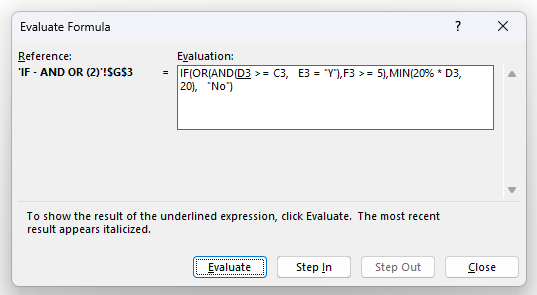 Evaluate Formula
?
Reference:
Evaluation:
'IF - AND OR (2)'!$G$3
=
IF(OR(AND(D3 >= C3,   E3 = "Y"),F3 >= 5),MIN(20% * D3,
20),   "No")
To show the result of the underlined expression, click Evaluate.  The most recent
result appears italicized.
Evaluate
Step In
Step Out
Close